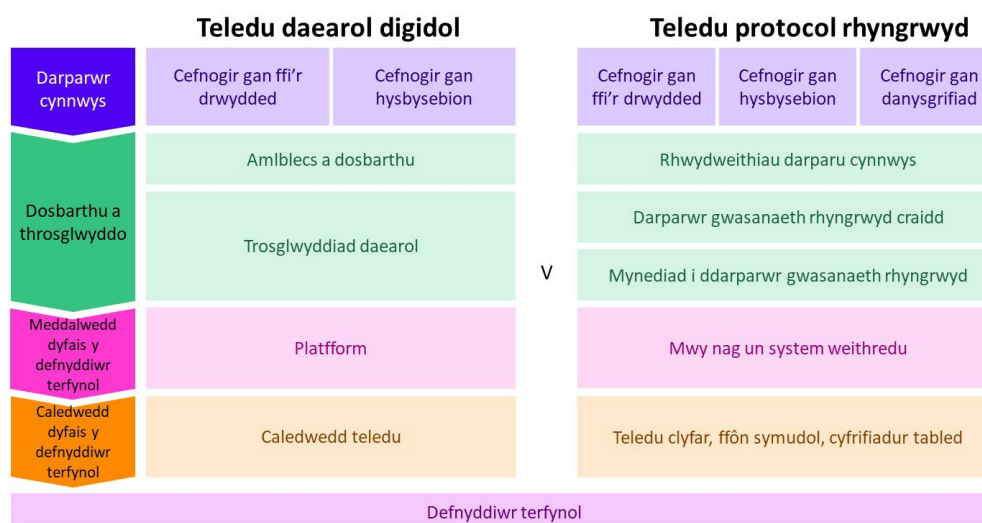 Teledu daearol digidol
Teledu protocol rhyngrwyd
Darparwr
cynnwys
Cefnogir gan ffi’r
drwydded
Cefnogir gan
hysbysebion
Cefnogir gan
ffi’r drwydded
Cefnogir gan
hysbysebion
Cefnogir gan
danysgrifiad
Dosbarthu a
throsglwyddo
Amlblecs a dosbarthu
Trosglwyddiad daearol
V
Rhwydweithiau darparu cynnwys
Darparwr gwasanaeth rhyngrwyd craidd
Mynediad i ddarparwr gwasanaeth rhyngrwyd
Meddalwedd
dyfais y
defnyddiwr
terfynol
Platfform
Mwy nag un system weithredu
Caledwedd
dyfais y
defnyddiwr
terfynol
Caledwedd teledu
Teledu clyfar, ffôn symudol, cyfrifiadur tabled
Defnyddiwr terfynol